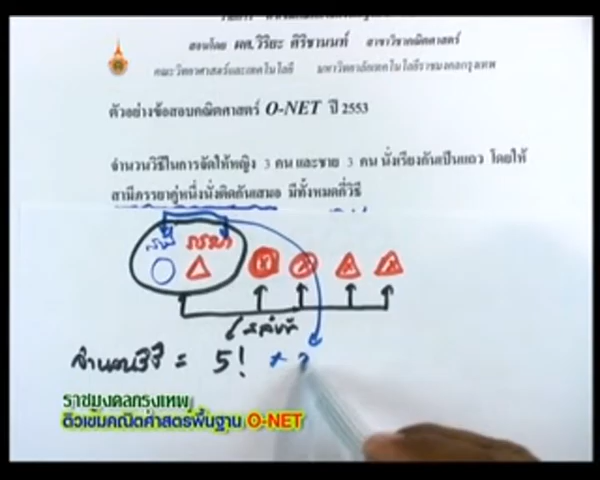 สอนโดย ผศ.วิริยะ ศิริชานนท์ สาขาวิชาคณิตศาสตร์
คณะวิทยาศาสตร์และเทคโนโลยี มหาวิทยาลัยเทคโนโลยีราชมงคลกรุงเทพ
ตัวอย่างข้อสอบคณิตศาสตร์ O-NET ปี 2553
จำนวนวิธีในการจัดให้หญิง 3 คน และชาย 3 คน นั่งเรียงกันเป็นแถว โดยให้
สามีภรรยาคู่หนึ่งนั่งติดกันเสมอ มีทั้งหมดกี่วิธี
สามี ภรรยา
จำนวนวิธี = 5!
ราชมงคลกรุงเทพ
ติวเข้มคณิตศาสตร์พื้นฐาน O-NET